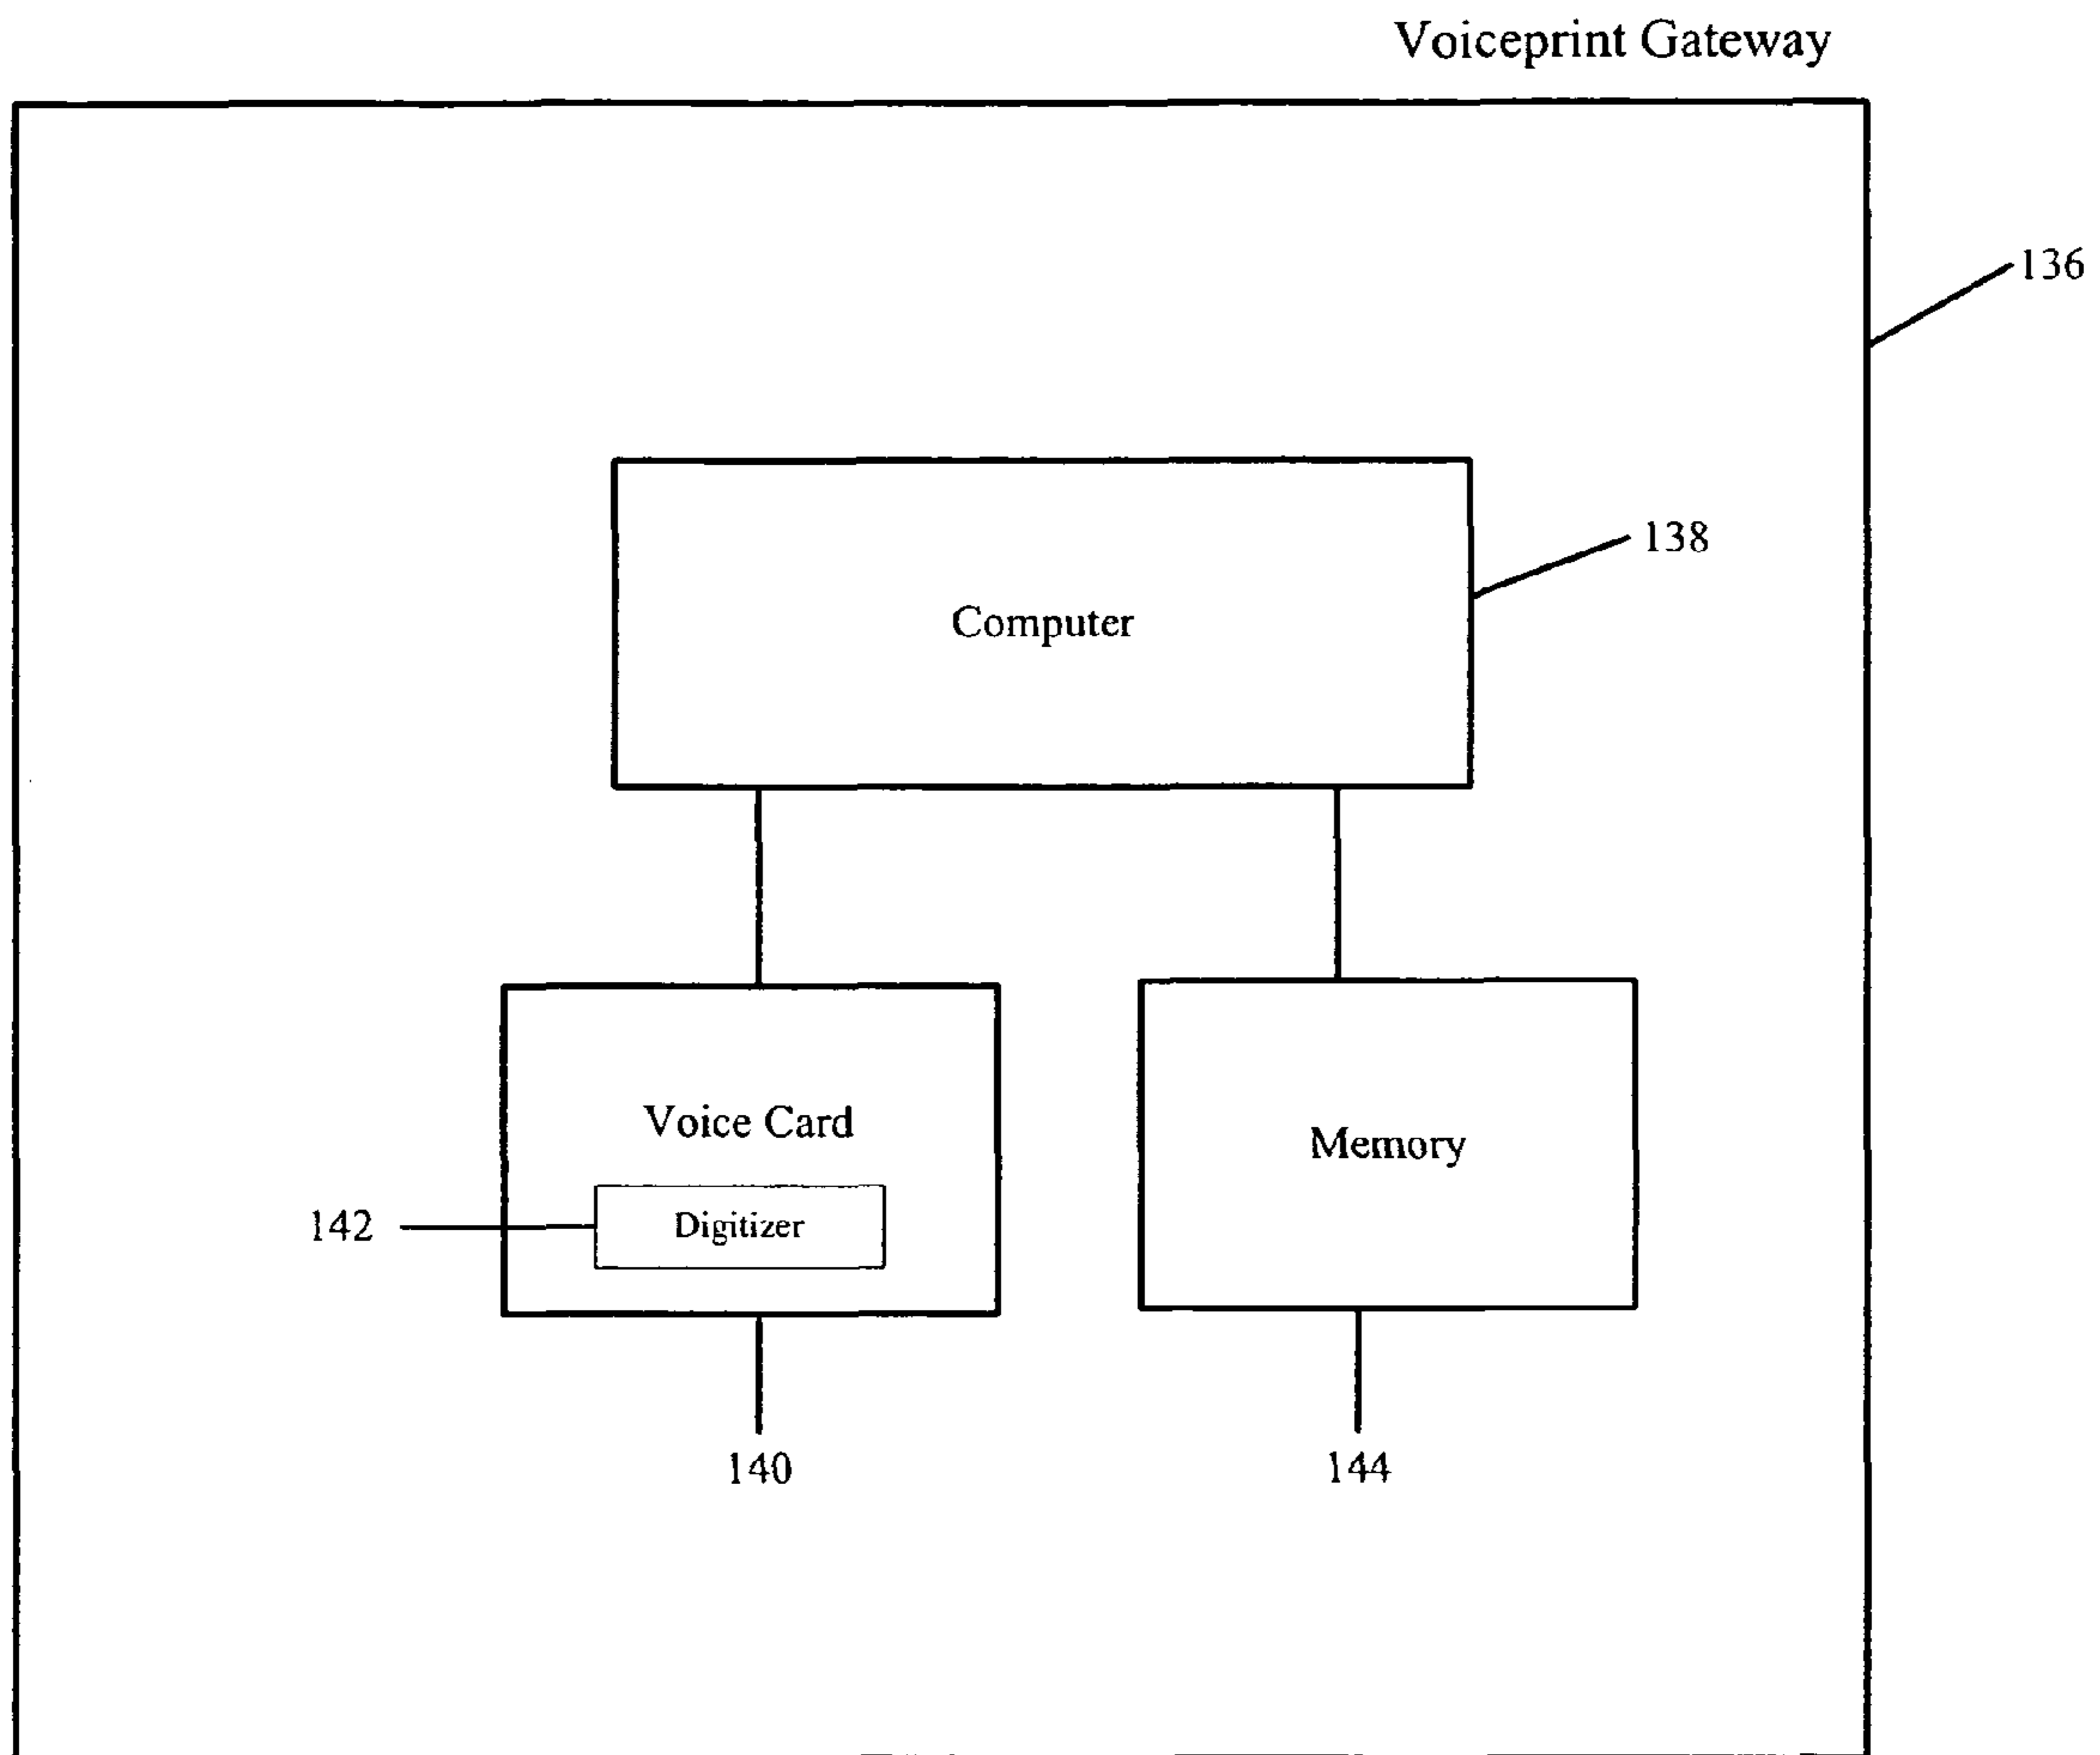 Voiceprint Gateway
136
138
Computer
Voice Card
Memory
142
Digitizer
140
144